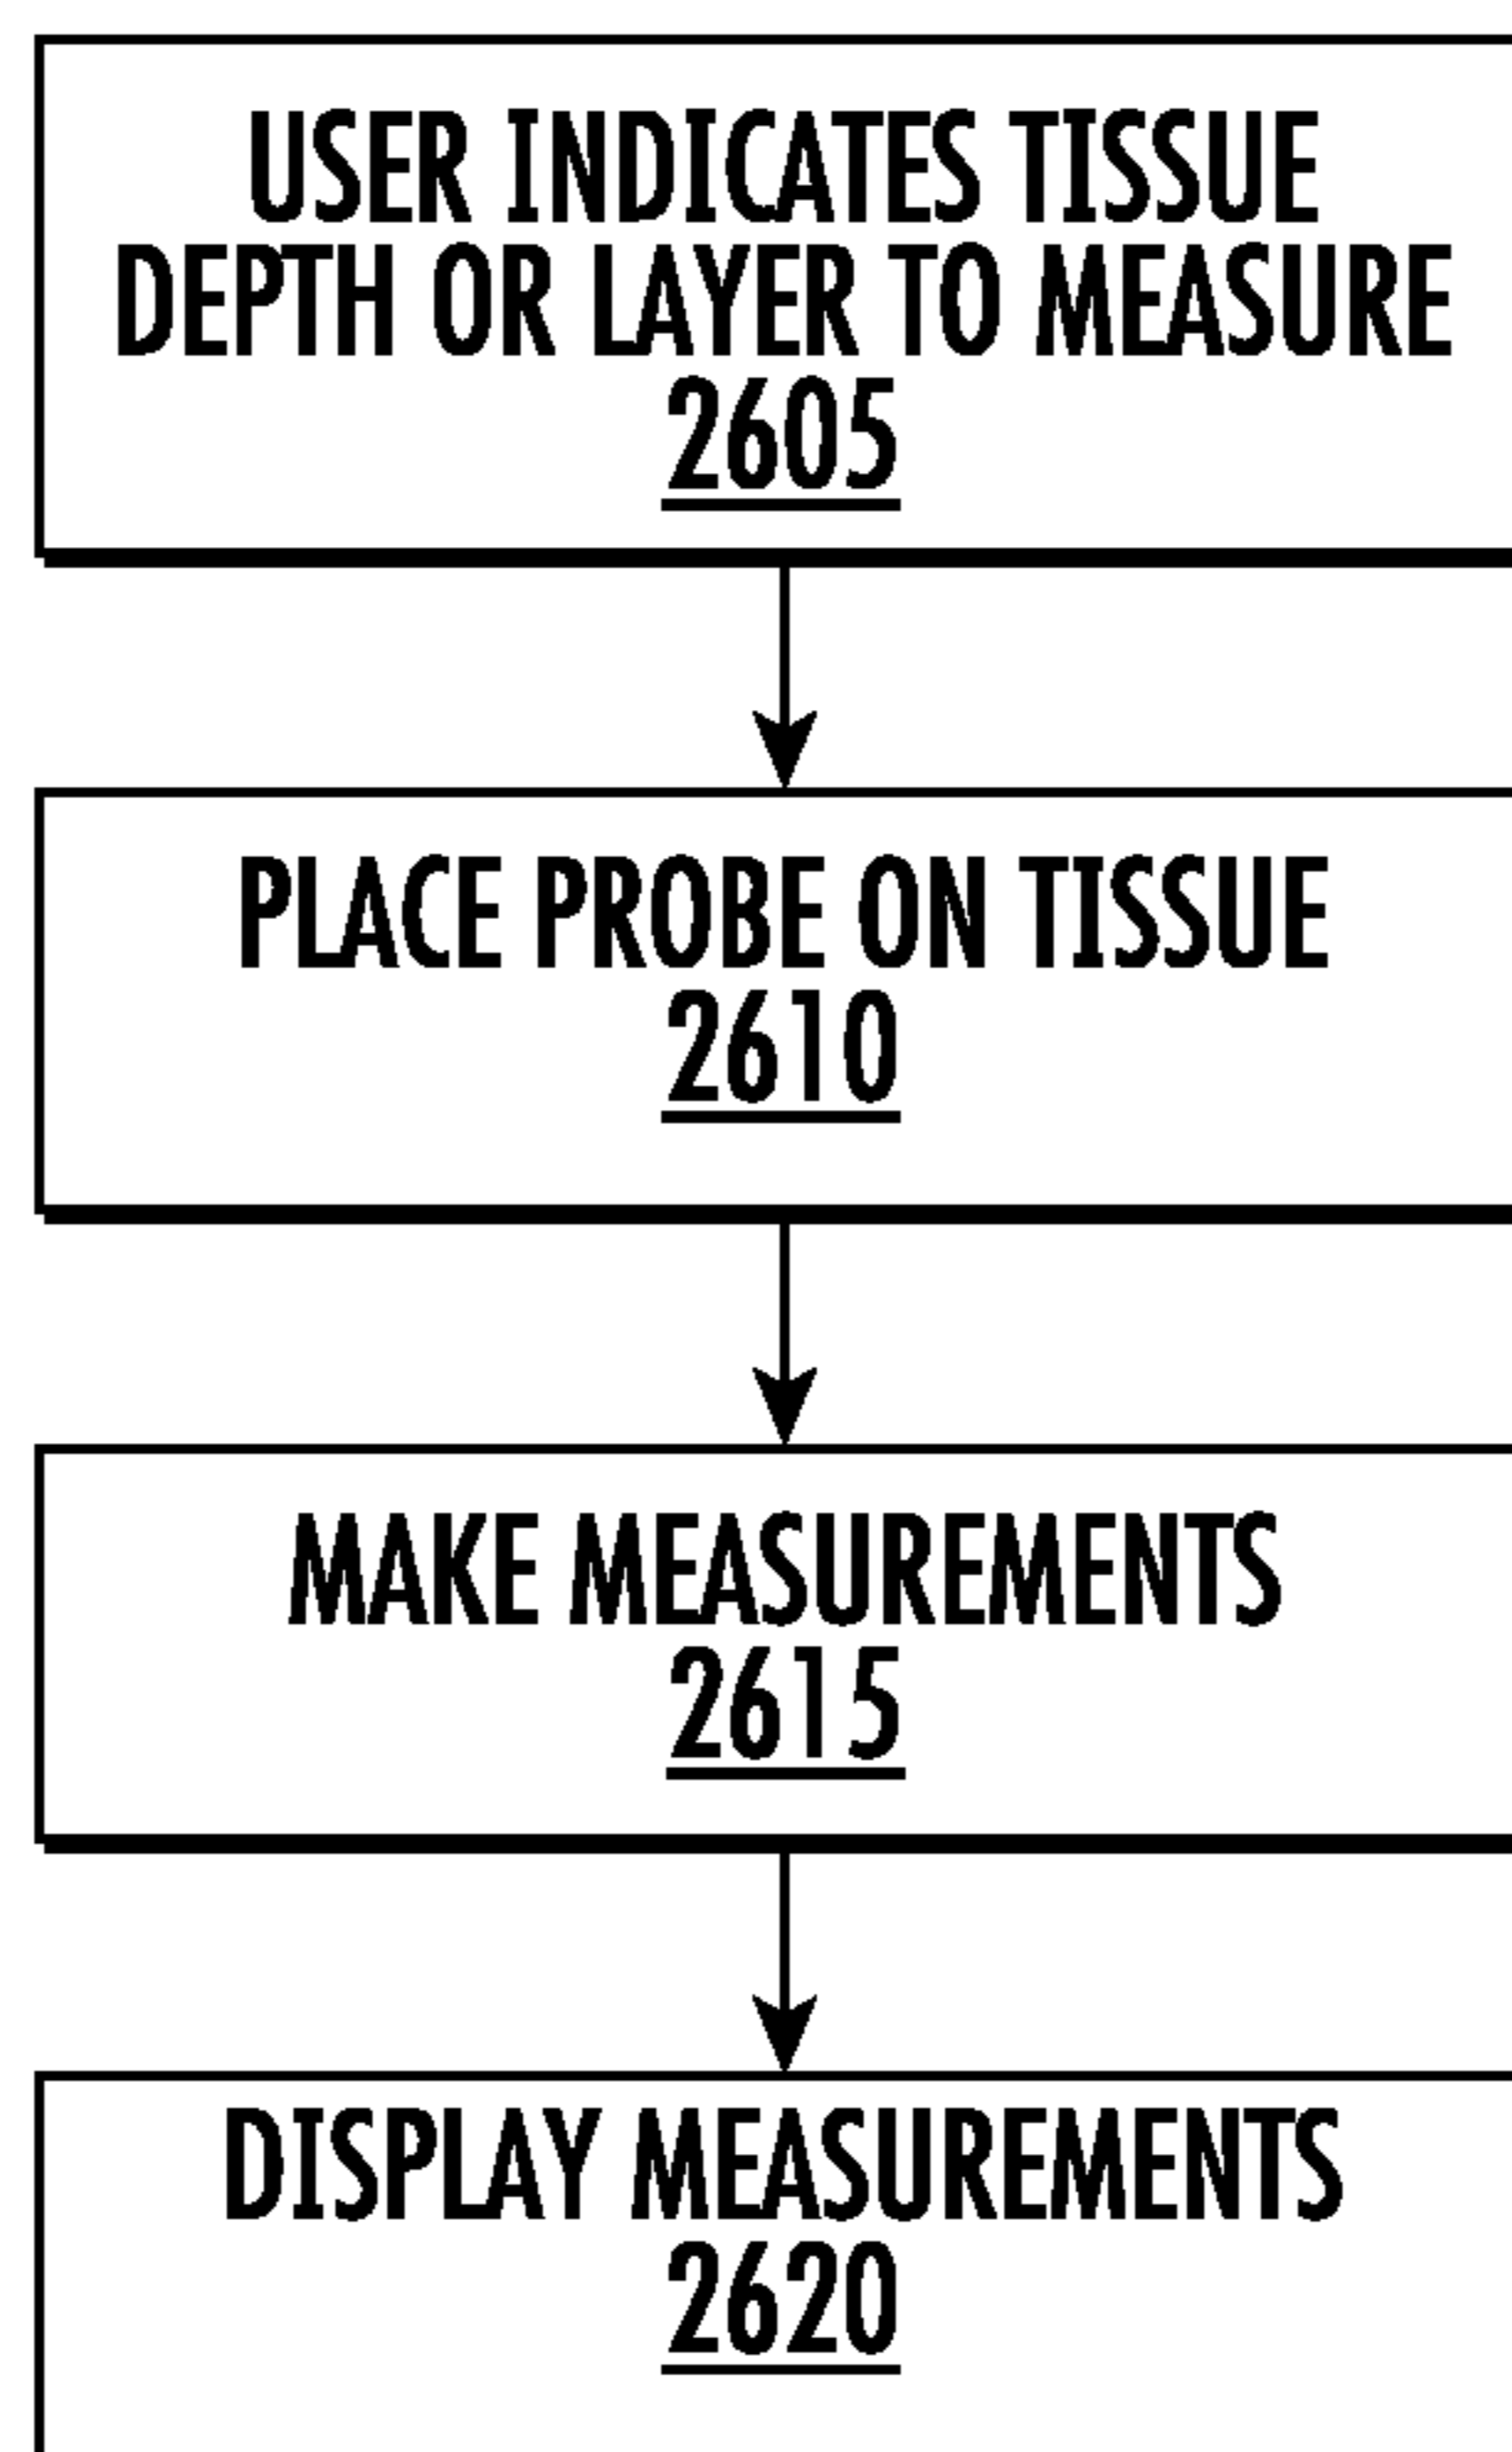 USER INDICATES TISSUE
DEPTH OR LAYER TO MEASURE
2605
PLACE PROBE ON TISSUE
2610
MAKE MEASUREMENTS
2615
DISPLAY MEASUREMENTS
2620